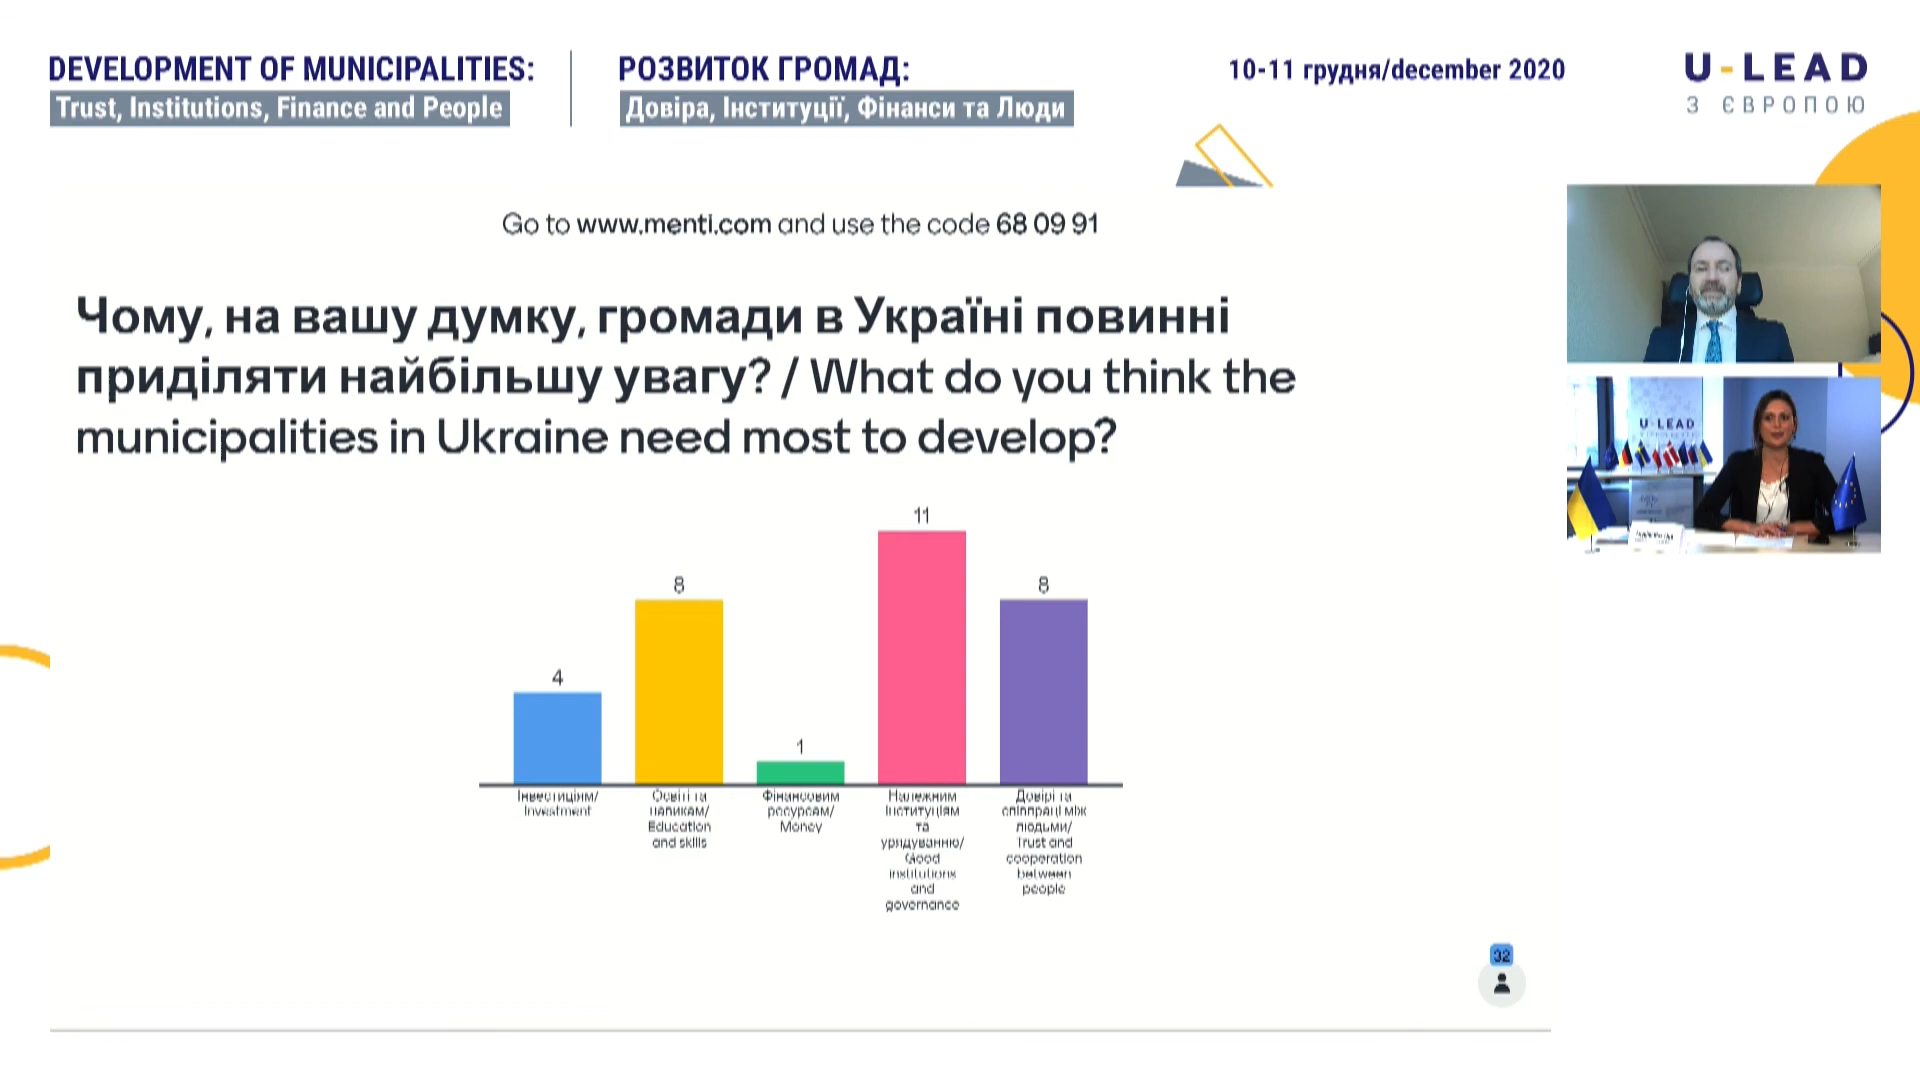 DEVELOPMENT OF MUNICIPALITIES:
Trust, Institutions, Finance and People
РОЗВИТОК ГРОМАД:
Довіра, Інституції, Фінанси та Люди
10-11 грудня/december 2020
U-LEAD
З ЄВРОПОЮ
Go to www.menti.com and use the code 68 09 91
Чому, на вашу думку, громади в Україні повинні
приділяти найбільшу увагу? / What do you think the
municipalities in Ukraine need most to develop?
4
8
1
11
8
Інвестиціям/
Investment
Освіті та
навикам/
Education
and skills
Фінансовим
ресурсам/
Money
Належним
інституціям
та
урядуванню/
Good
institutions
and
governance
Довірі та
співпраці між
людьми/
Trust and
cooperation
between
people
32
U-LEAD